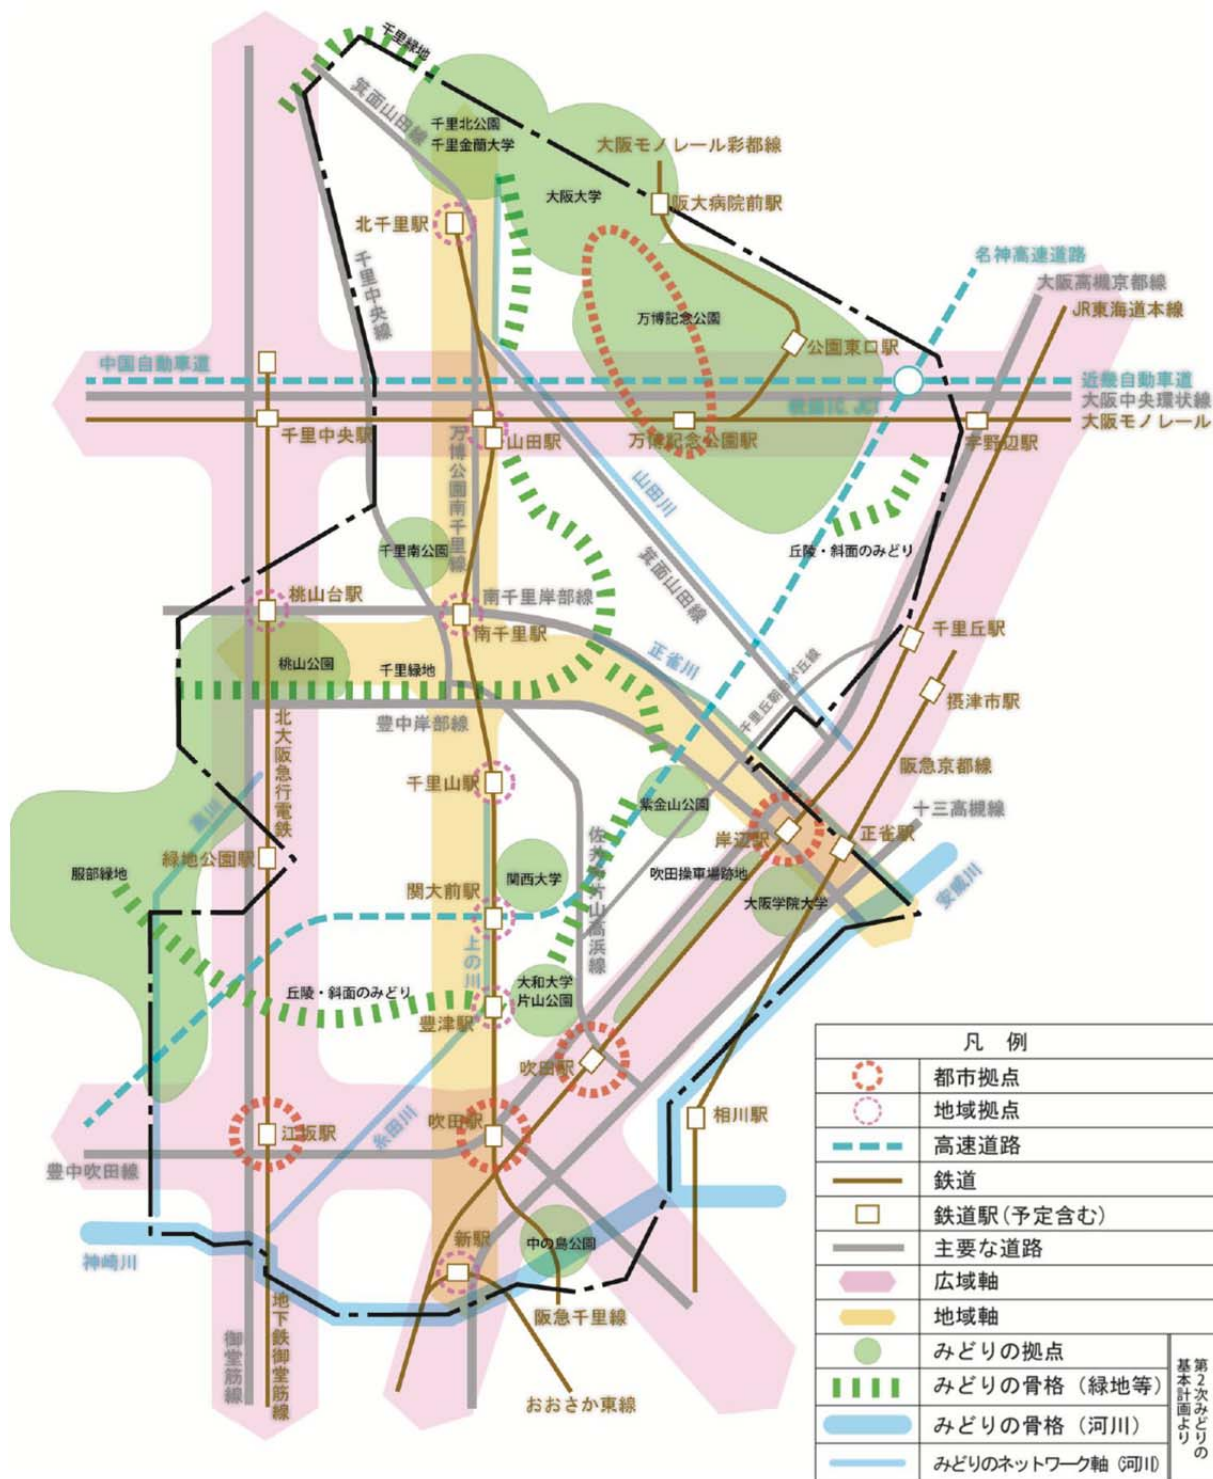 千里緑地
箕面山田線
千里北公園
千里金蘭大学
大阪モノレール彩都線
大阪大学
阪大病院前駅
北千里駅
名神高速道路
大阪高槻京都線
千里中央線
JR東海道本線
万博記念公園
公園東口駅
中国自動車道
近畿自動車道
大阪中央環状線
大阪モノレール
千里中央駅
山田駅
万博記念公園駅
宇野辺駅
万博公園南千里線
山田川
千里南公園
丘陵・斜面のみどり
箕面山田線
桃山台駅
南千里岸部線
南千里駅
千里丘駅
正雀川
桃山公園
千里緑地
摂津市駅
豊中岸部線
北大阪急行電鉄
阪急京都線
千里山駅
紫金山公園
十三高槻線
高川
岸辺駅
正雀駅
緑地公園駅
服部緑地
関西大学
吹田操車場跡地
関大前駅
大阪学院大学
安威川
上の川
大和大学
片山公園
丘陵・斜面のみどり
豊津駅
吹田駅
江坂駅
糸田川
吹田駅
相川駅
豊中吹田線
新駅
中の島公園
神崎川
阪急千里線
御堂筋線
地下鉄御堂筋線
おおさか東線
凡 例
都市拠点
地域拠点
高速道路
鉄道
鉄道駅(予定含む)
主要な道路
広域軸
地域軸
みどりの拠点
みどりの骨格(緑地等)
みどりの骨格(河川)
みどりのネットワーク軸(河川)
第2次みどりの
基本計画より